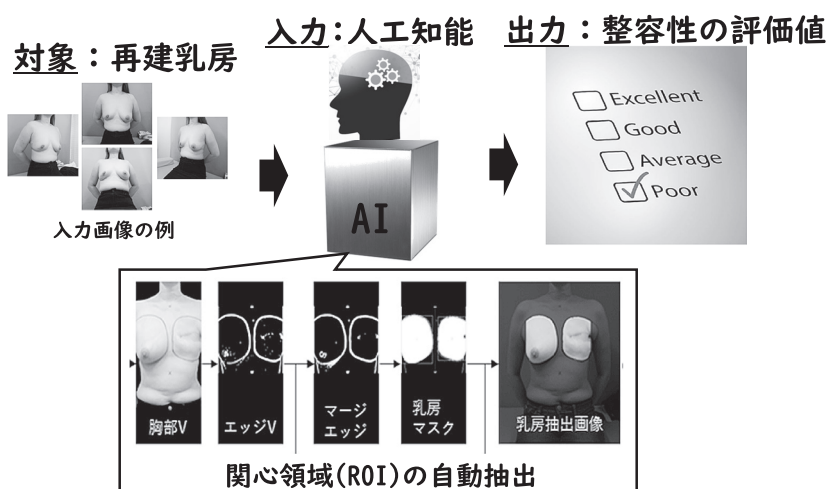 対象：再建乳房
入力：人工知能
出力：整容性の評価値
入力画像の例
AI
Excellent
Good
Average
Poor
胸部V
エッジV
マージ
エッジ
乳房
マスク
乳房抽出画像
関心領域(ROI)の自動抽出